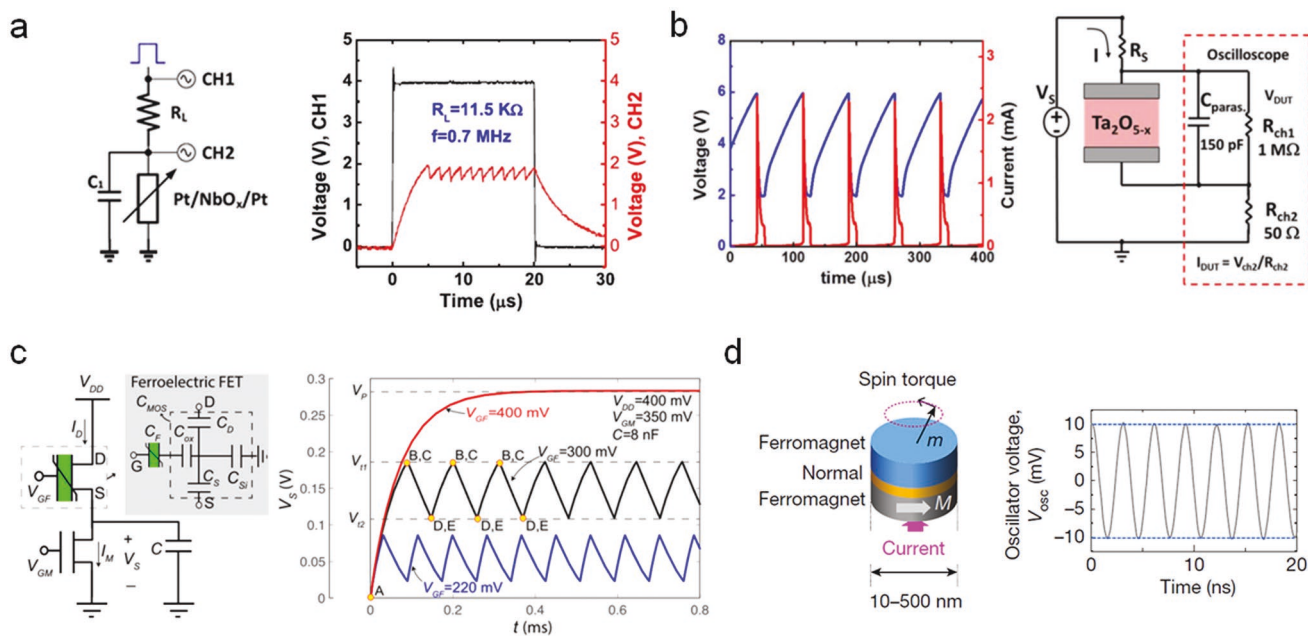 a
CH1
R_L
CH2
C_1
Pt/NbO_x/Pt
Voltage (V), CH1
5
4
3
2
1
0
R_L=11.5 KΩ
f=0.7 MHz
0 10 20 30
Time (μs)
5
4
3
2
1
0
Voltage (V), CH2
b
Voltage (V)
8
6
4
2
0
0 100 200 300 400
time (μs)
3
2
1
0
Current (mA)
I
R_S
V_S
Ta_2O_{5-x}
Oscilloscope
C_paras.
150 pF
V_DUT
R_ch1
1 MΩ
R_ch2
50 Ω
I_DUT = V_ch2/R_ch2
c
V_DD
I_D
D
S
V_GF
V_GM
I_M
+
V_S
–
C
Ferroelectric FET
C_MOS
D
C_D
C_F
C_ox
G
C_S
C_Si
S
V_S (V)
0.3
0.25
0.2
0.15
0.1
0.05
0
V_P
V_t1
V_t2
V_GF=400 mV
V_DD=400 mV
V_GM=350 mV
C=8 nF
B,C B,C B,C
V_GF=300 mV
D,E D,E D,E
A
V_GF=220 mV
0 0.2 0.4 0.6 0.8
t (ms)
d
Spin torque
m
Ferromagnet
Normal
Ferromagnet
M
Current
10–500 nm
Oscillator voltage,
V_osc (mV)
10
5
0
–5
–10
0 10 20
Time (ns)